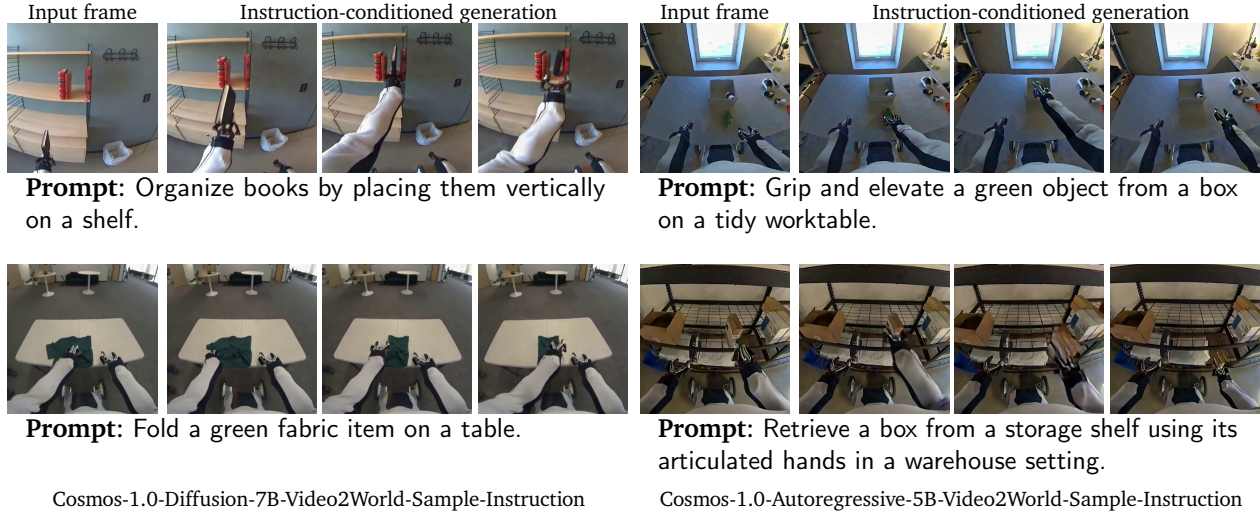 Input frame
Instruction-conditioned generation
Prompt: Organize books by placing them vertically
on a shelf.
Prompt: Fold a green fabric item on a table.
Cosmos-1.0-Diffusion-7B-Video2World-Sample-Instruction
Input frame
Instruction-conditioned generation
Prompt: Grip and elevate a green object from a box
on a tidy worktable.
Prompt: Retrieve a box from a storage shelf using its
articulated hands in a warehouse setting.
Cosmos-1.0-Autoregressive-5B-Video2World-Sample-Instruction